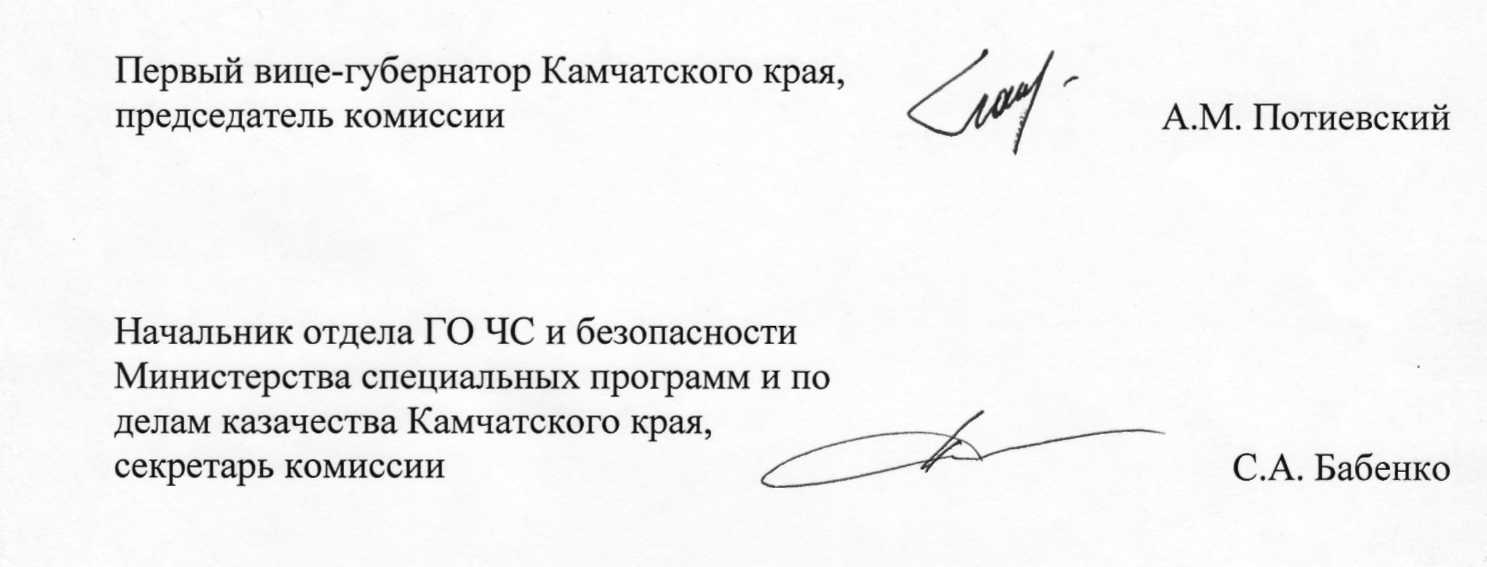 Первый вице-губернатор Камчатского края,
председатель комиссии А.М. Потиевский
Начальник отдела ГО ЧС и безопасности
Министерства специальных программ и по
делам казачества Камчатского края,
секретарь комиссии С.А. Бабенко